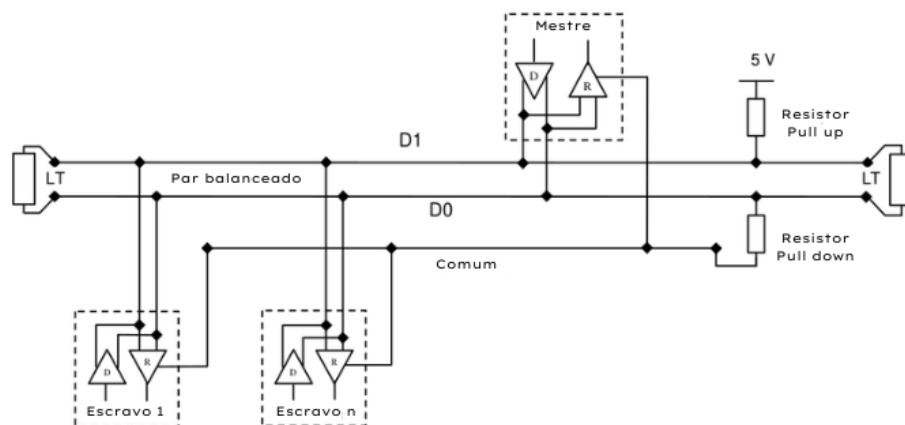 Mestre
D
R
5 V
Resistor
Pull up
D1
LT
Par balanceado
LT
D0
Resistor
Pull down
Comum
D
R
D
R
Escravo 1
Escravo n